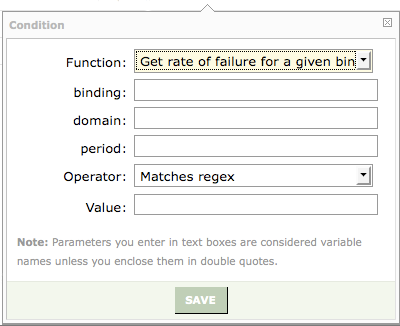 Condition
Function: Get rate of failure for a given bin
binding:
domain:
period:
Operator: Matches regex
Value:
Note: Parameters you enter in text boxes are considered variable
names unless you enclose them in double quotes.
SAVE